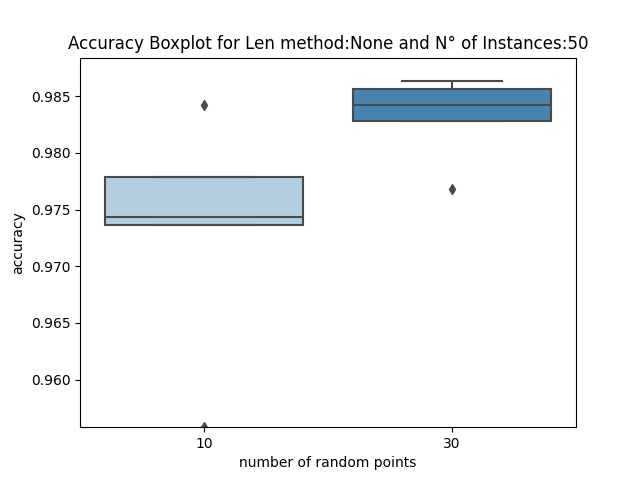 Accuracy Boxplot for Len method:None and N° of Instances:50
0.985
0.980
0.975
0.970
0.965
0.960
accuracy
10
30
number of random points